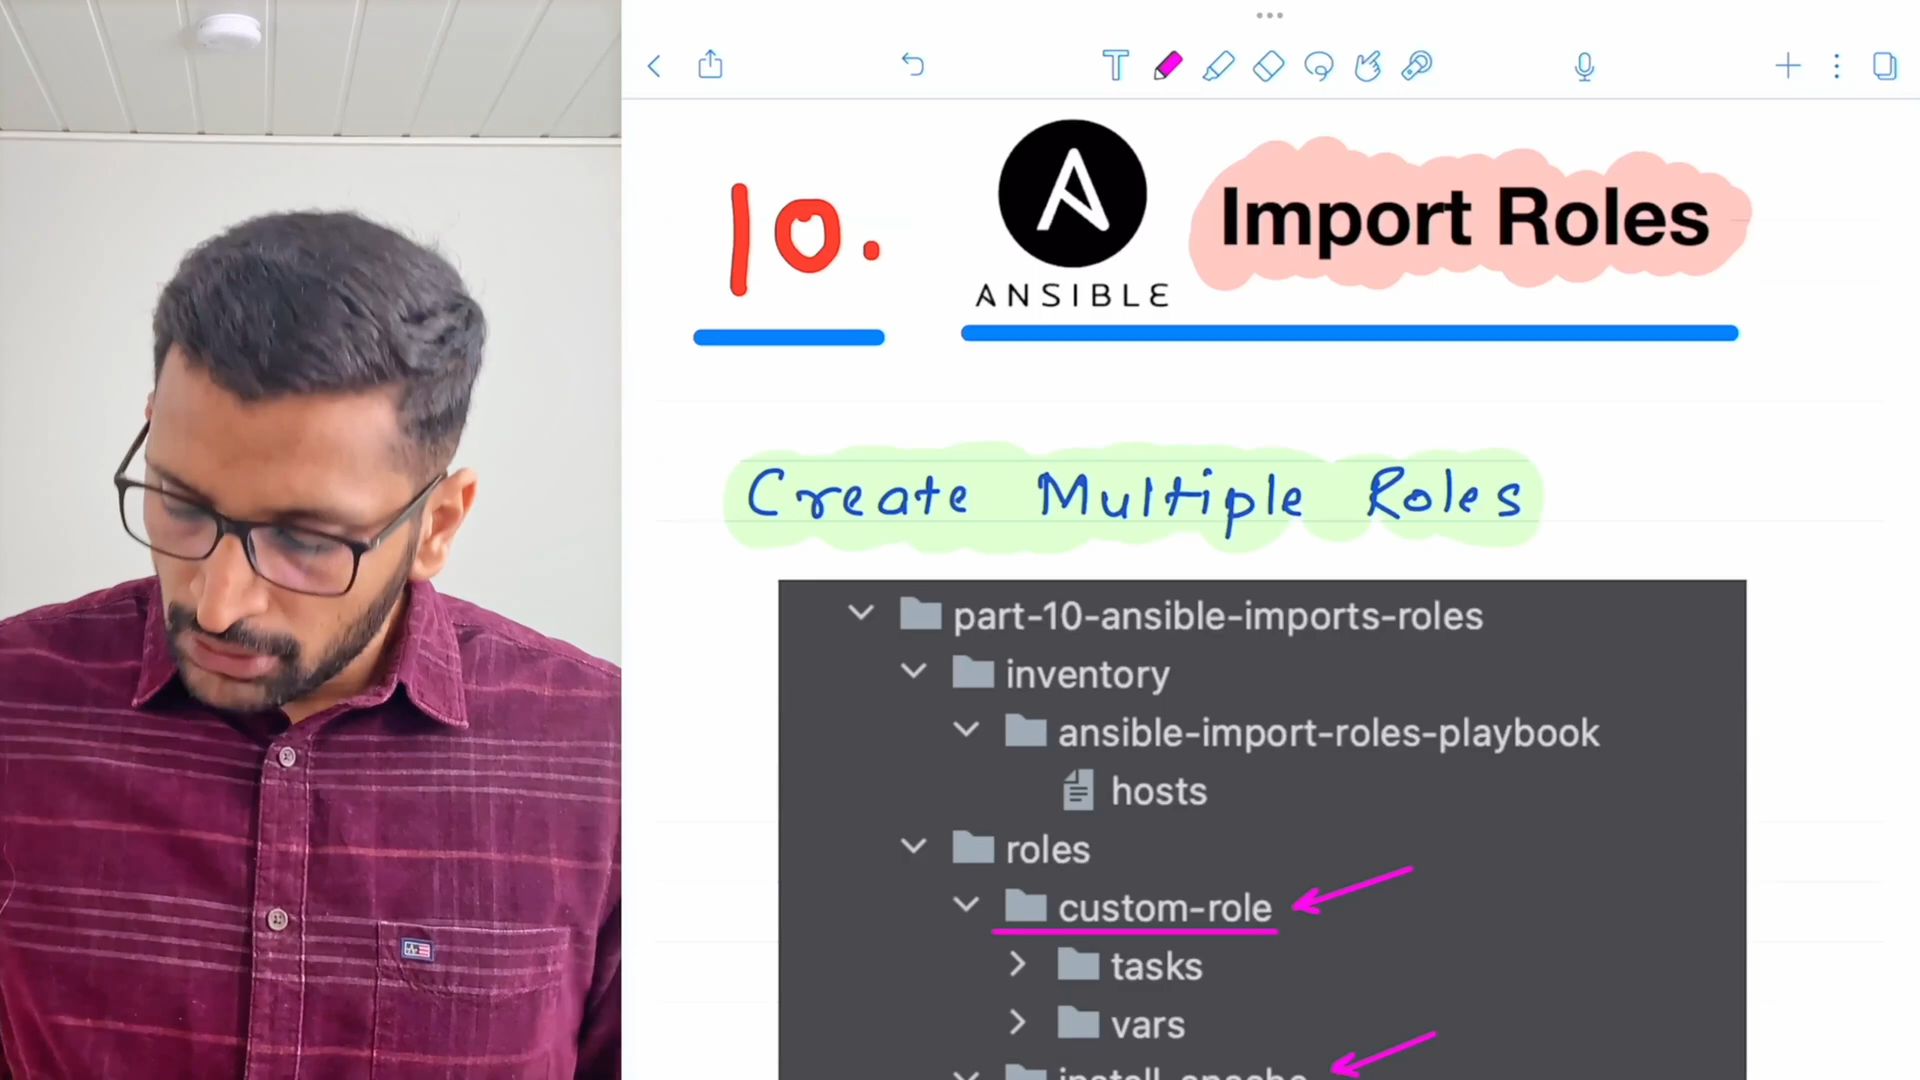 10.
ANSIBLE
Import Roles
Create Multiple Roles
part-10-ansible-imports-roles
inventory
ansible-import-roles-playbook
hosts
roles
custom-role
tasks
vars